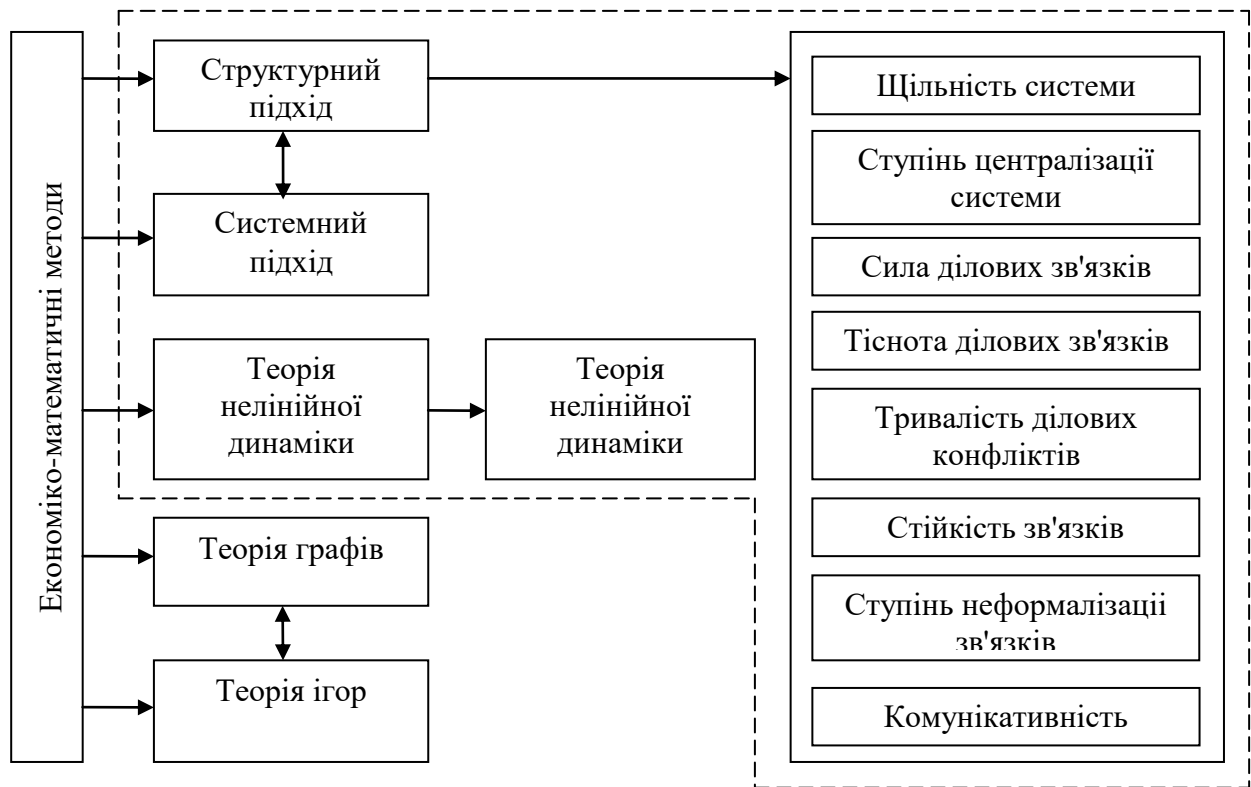 Економіко-математичні методи
Структурний
підхід
Системний
підхід
Теорія
нелінійної
динаміки
Теорія
нелінійної
динаміки
Теорія графів
Теорія ігор
Щільність системи
Ступінь централізації
системи
Сила ділових зв'язків
Тіснота ділових зв'язків
Тривалість ділових
конфліктів
Стійкість зв'язків
Ступінь неформалізації
зв'язків
Комунікативність